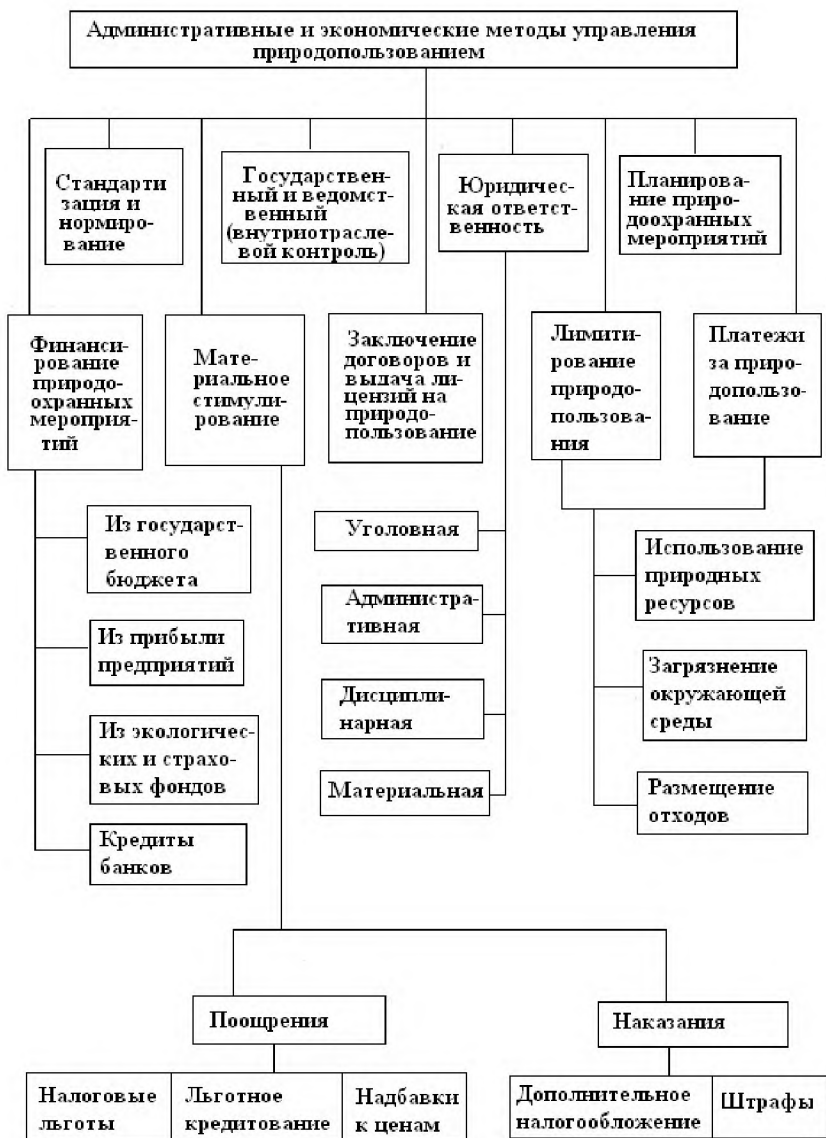 Административные и экономические методы управления
природопользованием
Стандарти
зация и
нормиро-
вание
Государствен-
ный и ведомст-
венный
(внутриотрасле-
вой контроль)
Юридичес-
кая ответст-
венность
Планирова-
ние природ-
доохранных
мероприятий
Финанси-
рование
природо-
охранных
мероприя-
тий
Мате-
риальное
стимули-
рование
Заключение
договоров и
выдача ли-
цензий на
природо-
пользование
Лимити-
рование
природо-
пользова-
ния
Платежи
за приро-
допользо-
вание
Из государст-
венного
бюджета
Из прибыли
предприятий
Из экологичес-
ких и страхо-
вых фондов
Кредиты
банков
Уголовная
Администра-
тивная
Дисципли-
нарная
Материальная
Использование
природных
ресурсов
Загрязнение
окружающей
среды
Размещение
отходов
Поощрения
Наказания
Налоговые
льготы
Льготное
кредитование
Надбавки
к ценам
Дополнительное
налогообложение
Штрафы